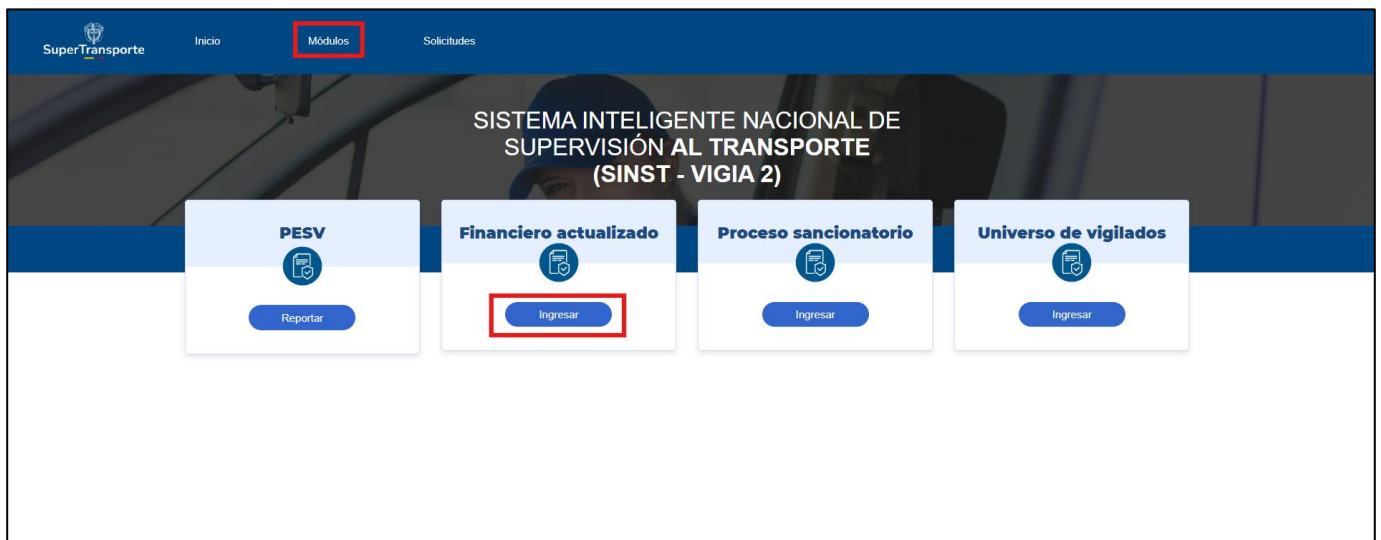 SuperTransporte
Inicio
Módulos
Solicitudes
SISTEMA INTELIGENTE NACIONAL DE
SUPERVISIÓN AL TRANSPORTE
(SINST - VIGIA 2)
PESV
Reportar
Financiero actualizado
Ingresar
Proceso sancionatorio
Ingresar
Universo de vigilados
Ingresar